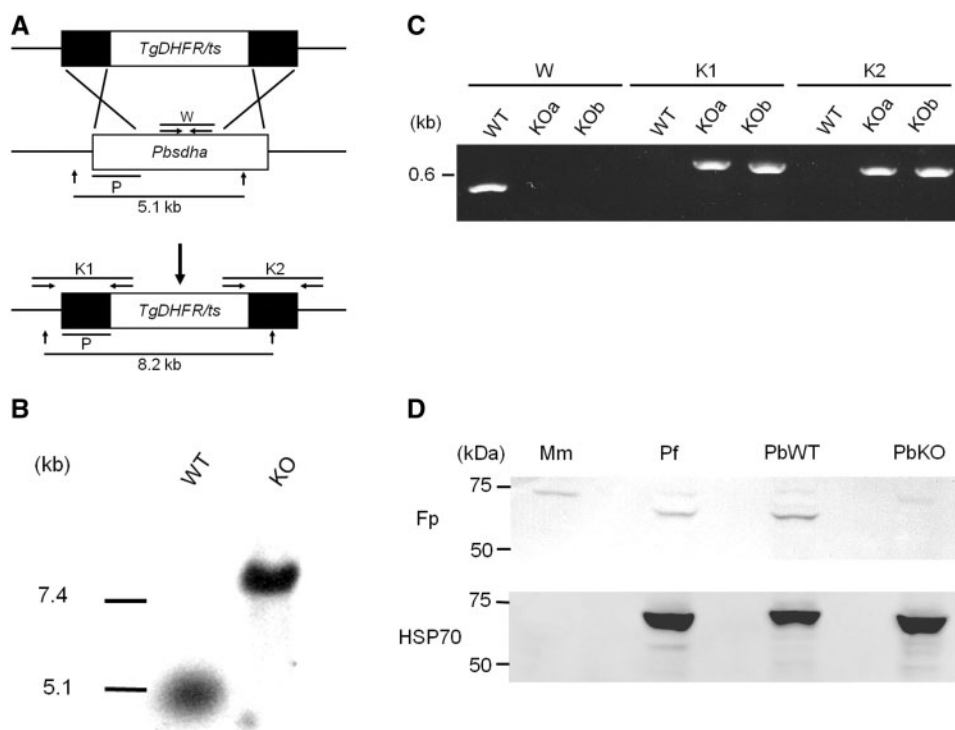 A
TgDHFR/ts
W
Pbsdha
P
5.1 kb
K1
K2
TgDHFR/ts
P
8.2 kb
B
(kb)
WT
KO
7.4
5.1
C
W
K1
K2
(kb)
WT
KOa
KOb
WT
KOa
KOb
WT
KOa
KOb
0.6
D
(kDa)
Mm
Pf
PbWT
PbKO
75
Fp
50
75
HSP70
50